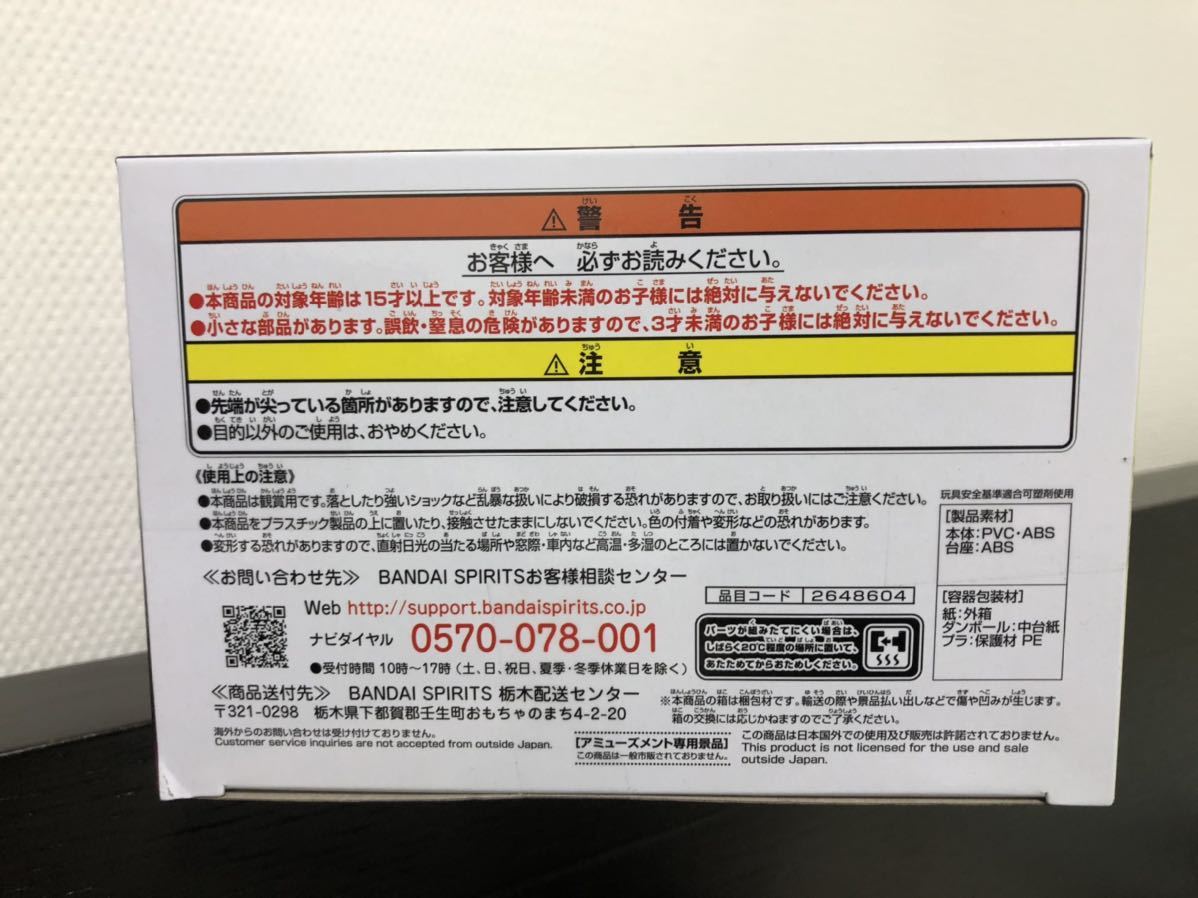 ⚠警告
お客様へ 必ずお読みください。
●本商品の対象年齢は15才以上です。対象年齢未満のお子様には絶対に与えないでください。
●小さな部品があります。誤飲・窒息の危険がありますので、3才未満のお子様には絶対に与えないでください。
⚠注意
●先端が尖っている箇所がありますので、注意してください。
●目的以外のご使用は、おやめください。
《使用上の注意》
●本商品は観賞用です。落としたり強いショックなど乱暴な扱いにより破損する恐れがありますので、お取り扱いにはご注意ください。
●本商品をプラスチック製品の上に置いたり、接触させたままにしないでください。色の付着や変形などの恐れがあります。
●変形する恐れがありますので、直射日光の当たる場所や窓際・車内など高温・多湿のところには置かないでください。
玩具安全基準適合可塑剤使用
[製品素材]
本体:PVC・ABS
台座:ABS
[容器包装材]
紙:外箱
ダンボール:中台紙
プラ:保護材 PE
≪お問い合わせ先≫ BANDAI SPIRITSお客様相談センター
Web http://support.bandaispirits.co.jp
ナビダイヤル 0570-078-001
●受付時間 10時〜17時(土、日、祝日、夏季・冬季休業日を除く)
品目コード 2648604
パーツが組みたてにくい場合は、
しばらく20℃程度の場所に置いて、
あたためてからおためしください。
≪商品送付先≫ BANDAI SPIRITS 栃木配送センター
〒321-0298 栃木県下都賀郡壬生町おもちゃのまち4-2-20
※本商品の箱は梱包材です。輸送の際や景品払い出しなどで傷や凹みが生じます。
箱の交換には応じかねますのでご了承ください。
海外からのお問い合わせは受け付けておりません。
Customer service inquiries are not accepted from outside Japan.
[アミューズメント専用景品]
この商品は一般市販されておりません。
この商品は日本国外での使用及び販売は許諾されておりません。
This product is not licensed for the use and sale
outside Japan.